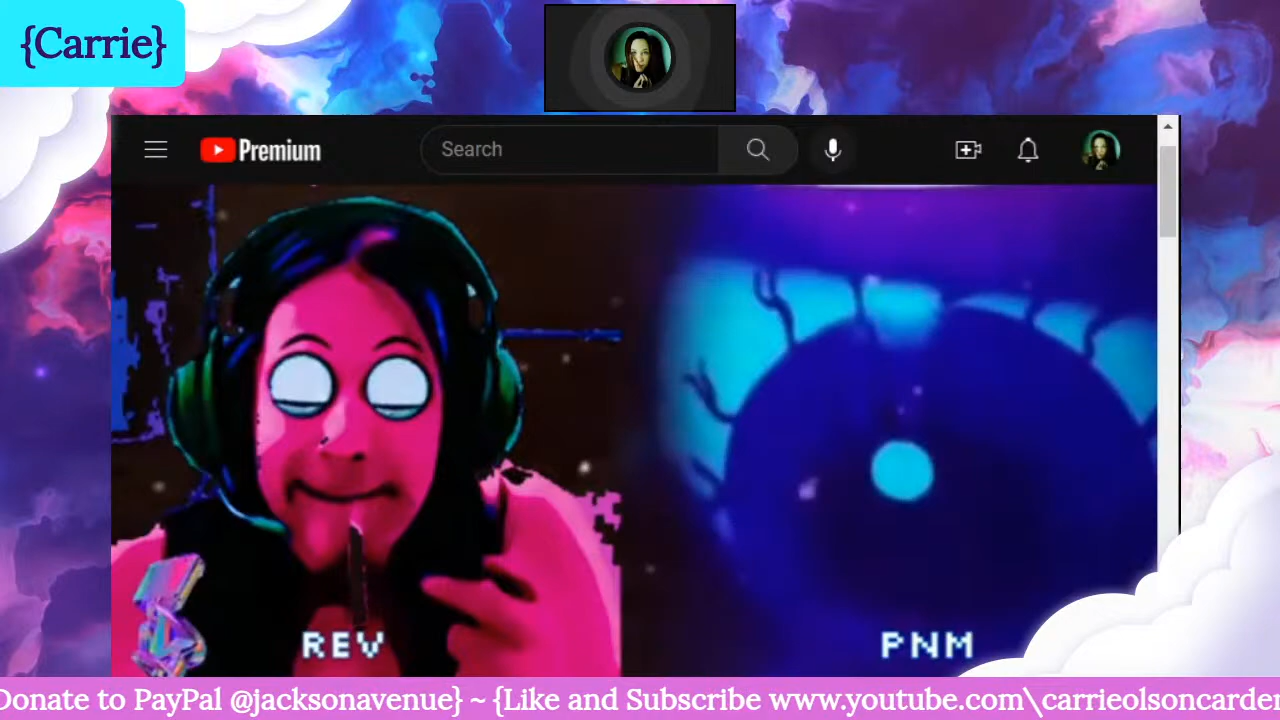 {Carrie}
Premium
Search
REV
PNM
Donate to PayPal @jacksonavenue} ~ {Like and Subscribe www.youtube.com\carrieolsoncarden